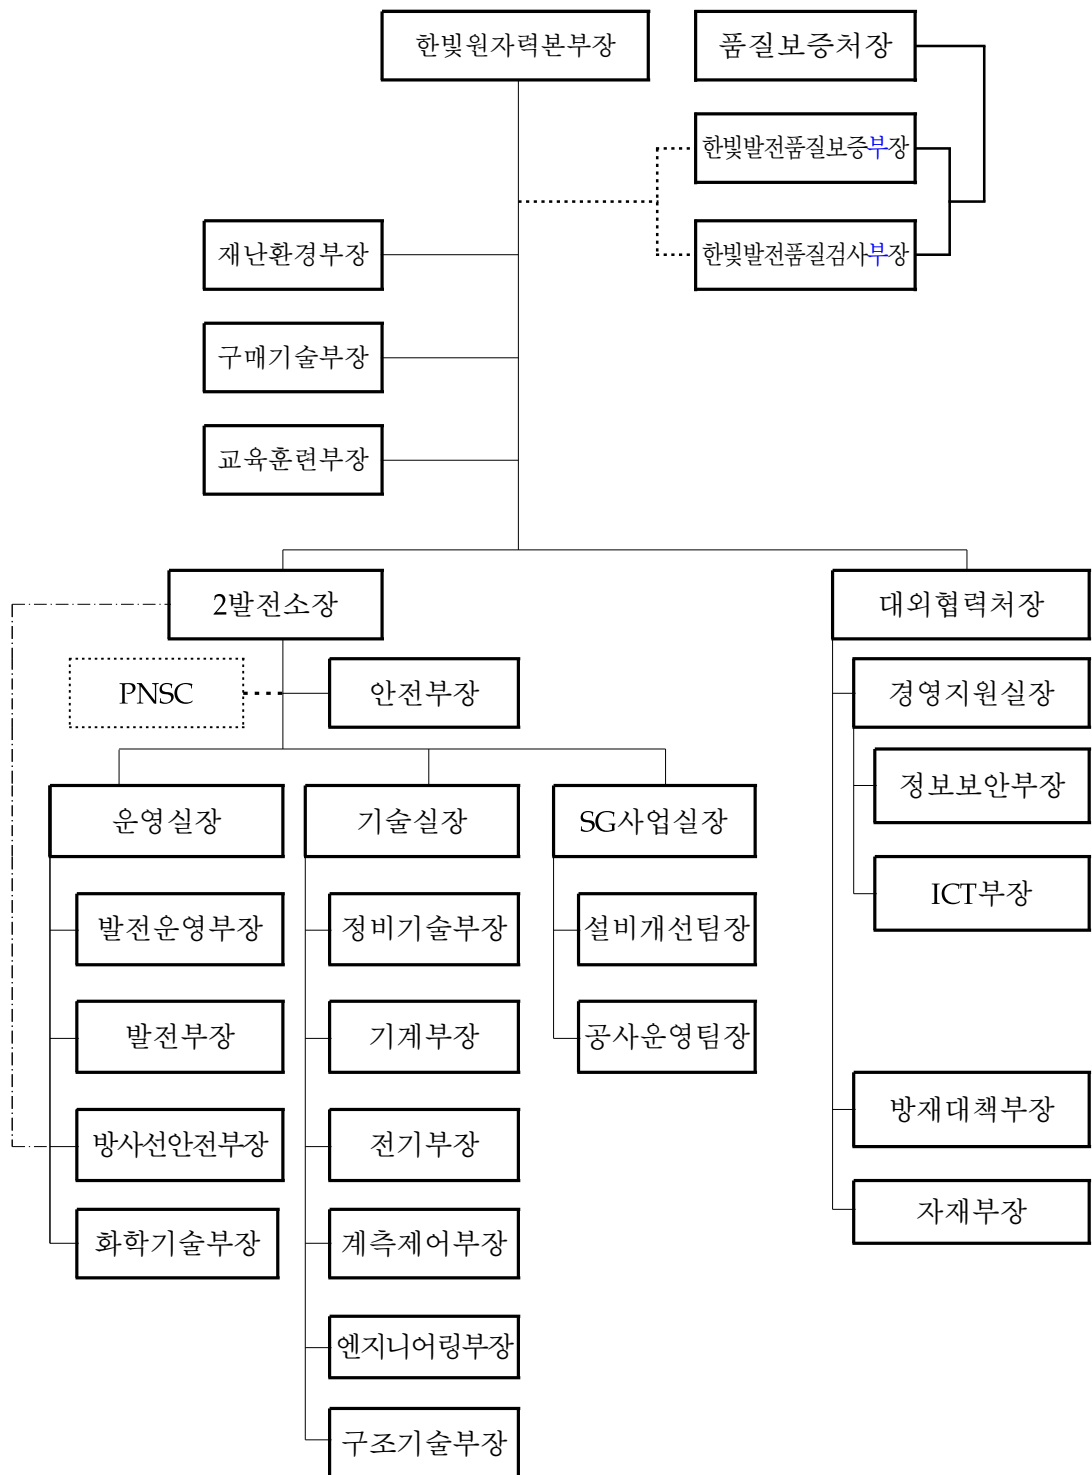 한빛원자력본부장
품질보증처장
한빛발전품질보증부장
한빛발전품질검사부장
재난환경부장
구매기술부장
교육훈련부장
2발전소장
대외협력처장
PNSC
안전부장
경영지원실장
정보보안부장
ICT부장
운영실장
기술실장
SG사업실장
발전운영부장
정비기술부장
설비개선팀장
발전부장
기계부장
공사운영팀장
방재대책부장
방사선안전부장
전기부장
자재부장
화학기술부장
계측제어부장
엔지니어링부장
구조기술부장